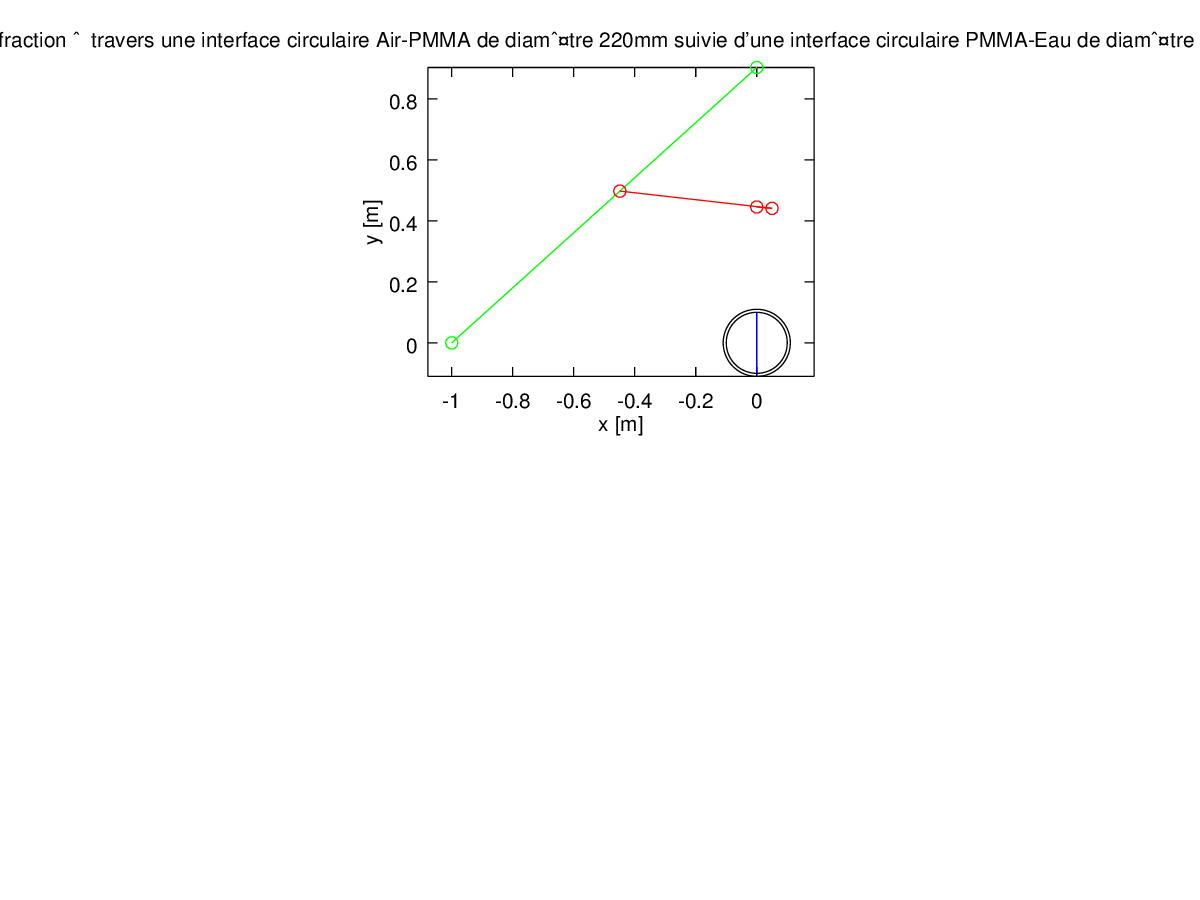 fraction ˆ travers une interface circulaire Air-PMMA de diamˆ¤tre 220mm suivie d'une interface circulaire PMMA-Eau de diamˆ¤tre
0.8
0.6
0.4
0.2
0
y [m]
-1 -0.8 -0.6 -0.4 -0.2 0
x [m]